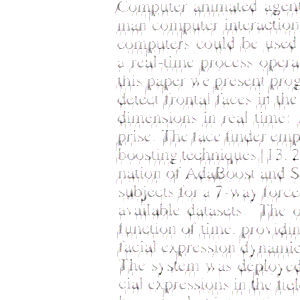 Computer animated agent
man computer interaction
computers could be used
a real-time process opera
this paper we present prog
detect frontal faces in the
dimensions in real time:
prise. The face finder emp
boosting techniques [13, 2
nation of AdaBoost and S
subjects for a 7-way force
available datasets. The o
function of time, providin
facial expression dynamic
The system was deployed
cial expressions in the fiel